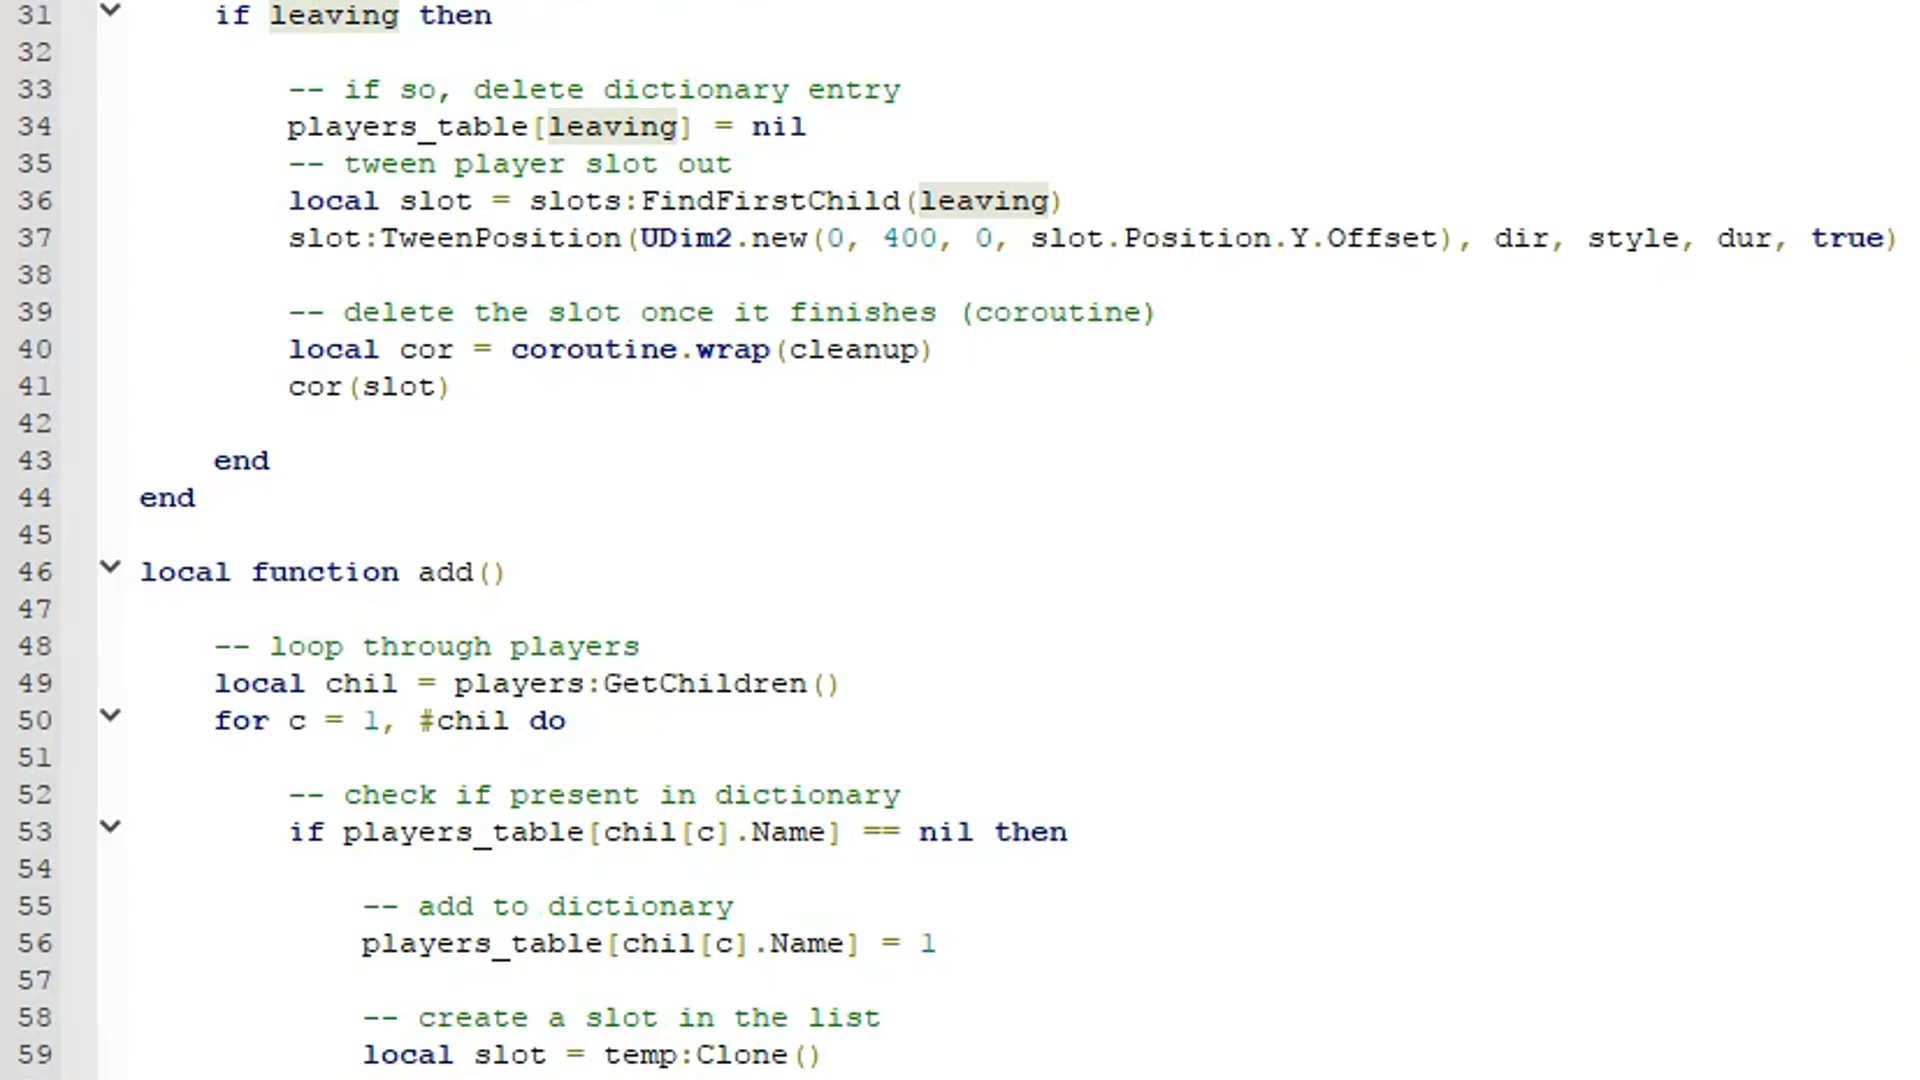 31 if leaving then
32
33 -- if so, delete dictionary entry
34 players_table[leaving] = nil
35 -- tween player slot out
36 local slot = slots:FindFirstChild(leaving)
37 slot:TweenPosition(UDim2.new(0, 400, 0, slot.Position.Y.Offset), dir, style, dur, true)
38
39 -- delete the slot once it finishes (coroutine)
40 local cor = coroutine.wrap(cleanup)
41 cor(slot)
42
43 end
44 end
45
46 local function add()
47
48 -- loop through players
49 local chil = players:GetChildren()
50 for c = 1, #chil do
51
52 -- check if present in dictionary
53 if players_table[chil[c].Name] == nil then
54
55 -- add to dictionary
56 players_table[chil[c].Name] = 1
57
58 -- create a slot in the list
59 local slot = temp:Clone()